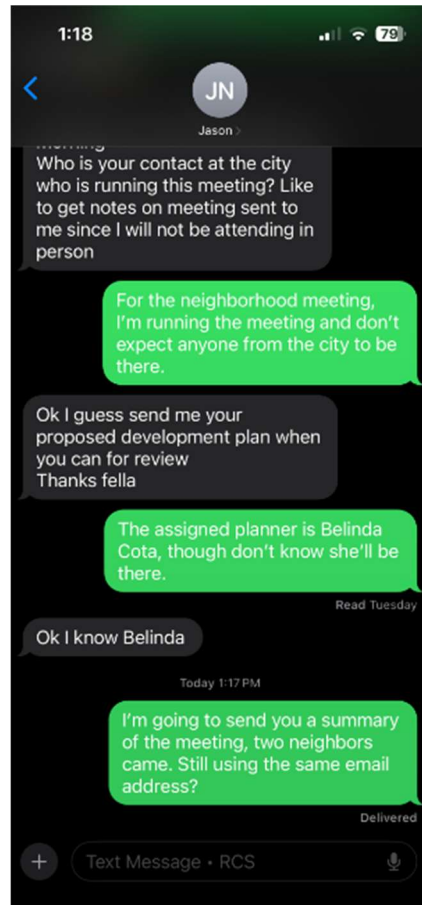 1:18
79
JN
Jason
Morning
Who is your contact at the city
who is running this meeting? Like
to get notes on meeting sent to
me since I will not be attending in
person
For the neighborhood meeting,
I'm running the meeting and don't
expect anyone from the city to be
there.
Ok I guess send me your
proposed development plan when
you can for review
Thanks fella
The assigned planner is Belinda
Cota, though don't know she'll be
there.
Read Tuesday
Ok I know Belinda
Today 1:17 PM
I'm going to send you a summary
of the meeting, two neighbors
came. Still using the same email
address?
Delivered
Text Message • RCS